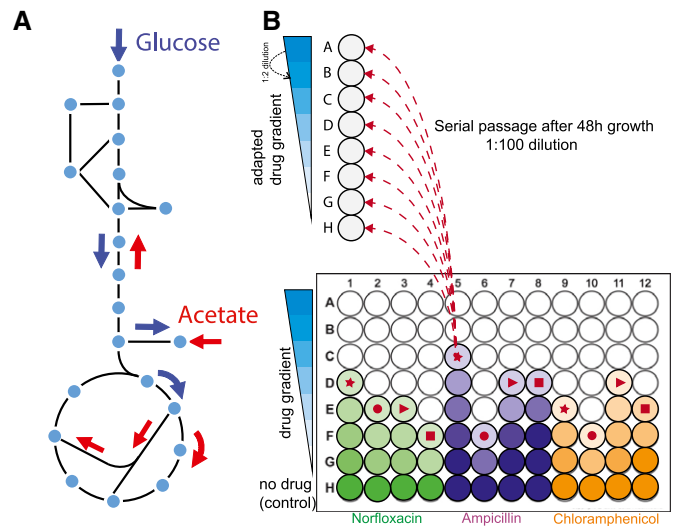 A
Glucose
Acetate
B
1:2 dilution
adapted
drug gradient
A
B
C
D
E
F
G
H
Serial passage after 48h growth
1:100 dilution
drug gradient
no drug
(control)
1 2 3 4 5 6 7 8 9 10 11 12
A
B
C
D
E
F
G
H
Norfloxacin Ampicillin Chloramphenicol